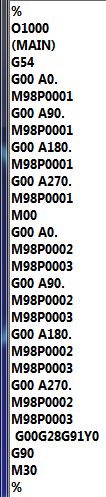 %
O1000
(MAIN)
G54
G00 A0.
M98P0001
G00 A90.
M98P0001
G00 A180.
M98P0001
G00 A270.
M98P0001
M00
G00 A0.
M98P0002
M98P0003
G00 A90.
M98P0002
M98P0003
G00 A180.
M98P0002
M98P0003
G00 A270.
M98P0002
M98P0003
G00G28G91Y0
G90
M30
%